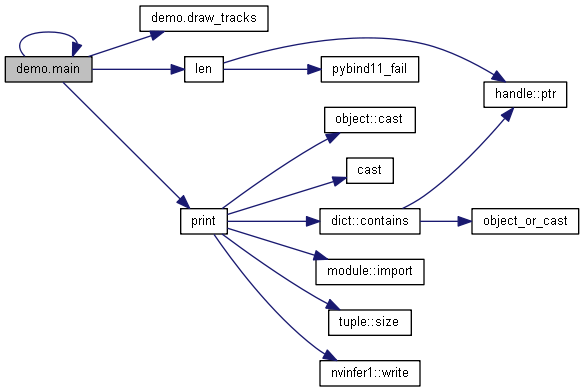 demo.draw_tracks
demo.main
len
pybind11_fail
handle::ptr
object::cast
cast
print
dict::contains
object_or_cast
module::import
tuple::size
nvinfer1::write